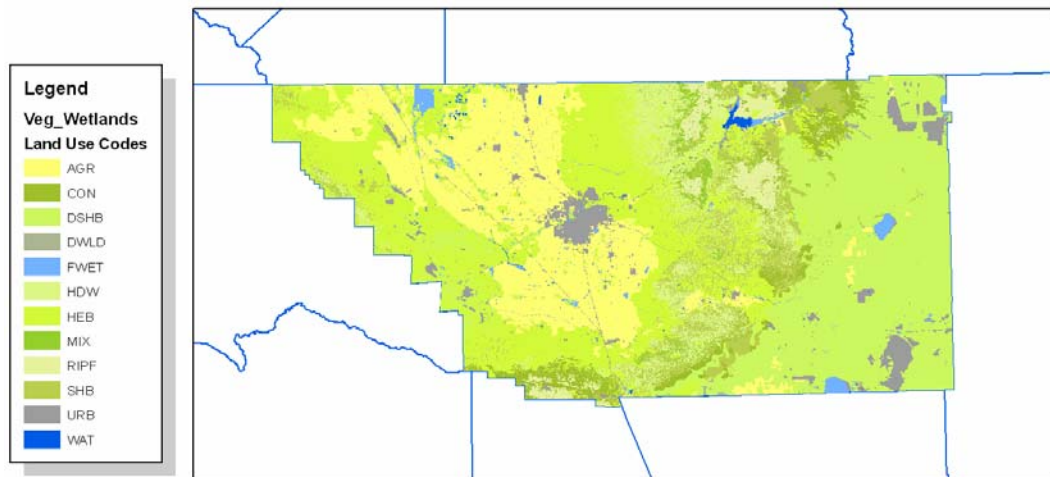 Legend
Veg_Wetlands
Land Use Codes
AGR
CON
DSHB
DWLD
FWET
HDW
HEB
MIX
RIPF
SHB
URB
WAT